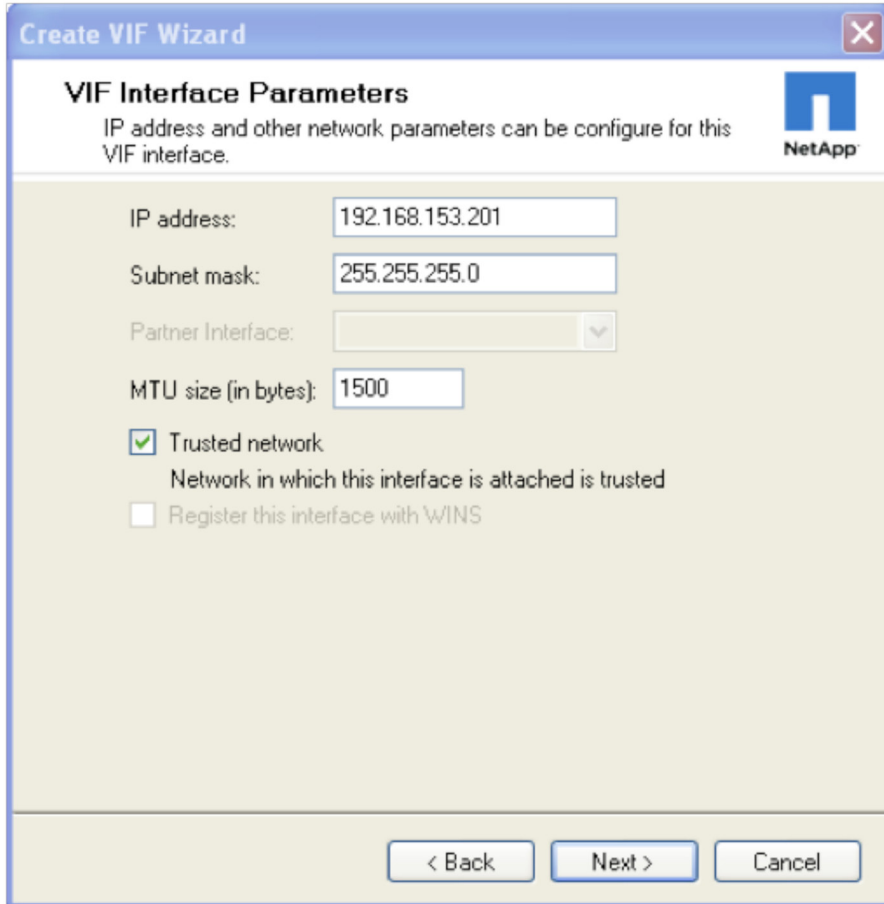 Create VIF Wizard
VIF Interface Parameters
IP address and other network parameters can be configure for this
VIF interface.
NetApp
IP address: 192.168.153.201
Subnet mask: 255.255.255.0
Partner Interface:
MTU size (in bytes): 1500
Trusted network
Network in which this interface is attached is trusted
Register this interface with WINS
< Back Next > Cancel